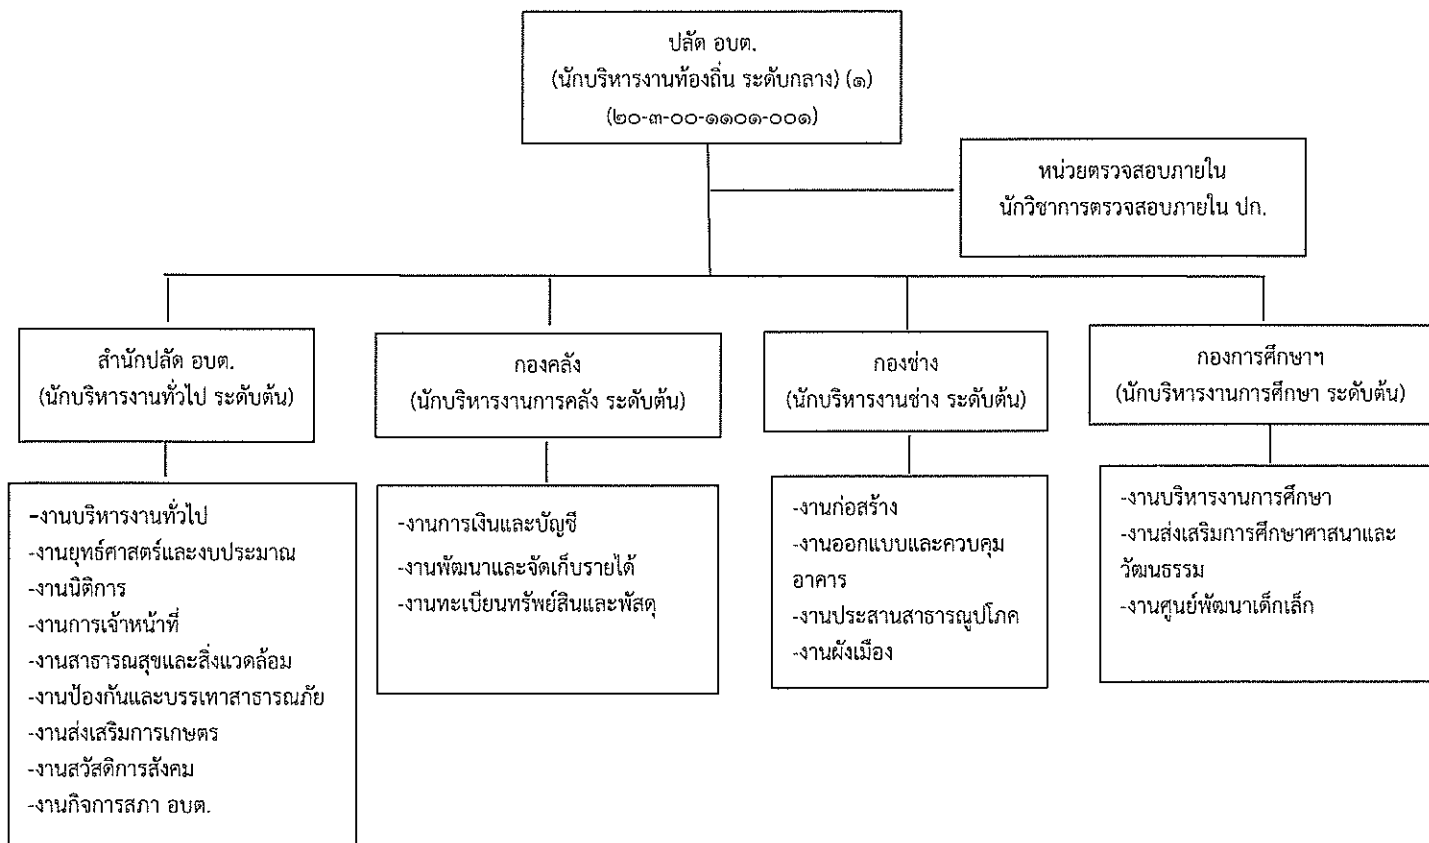 ปลัด อบต.
(นักบริหารงานท้องถิ่น ระดับกลาง) (๑)
(๒๐-๓-๐๐-๑๑๐๑-๐๐๑)
หน่วยตรวจสอบภายใน
นักวิชาการตรวจสอบภายใน ปก.
สำนักปลัด อบต.
(นักบริหารงานทั่วไป ระดับต้น)
กองคลัง
(นักบริหารงานการคลัง ระดับต้น)
กองช่าง
(นักบริหารงานช่าง ระดับต้น)
กองการศึกษาฯ
(นักบริหารงานการศึกษา ระดับต้น)
-งานบริหารงานทั่วไป
-งานยุทธ์ศาสตร์และงบประมาณ
-งานนิติการ
-งานการเจ้าหน้าที่
-งานสาธารณสุขและสิ่งแวดล้อม
-งานป้องกันและบรรเทาสาธารณภัย
-งานส่งเสริมการเกษตร
-งานสวัสดิการสังคม
-งานกิจการสภา อบต.
-งานการเงินและบัญชี
-งานพัฒนาและจัดเก็บรายได้
-งานทะเบียนทรัพย์สินและพัสดุ
-งานก่อสร้าง
-งานออกแบบและควบคุม
อาคาร
-งานประสานสาธารณูปโภค
-งานผังเมือง
-งานบริหารงานการศึกษา
-งานส่งเสริมการศึกษาศาสนาและ
วัฒนธรรม
-งานศูนย์พัฒนาเด็กเล็ก